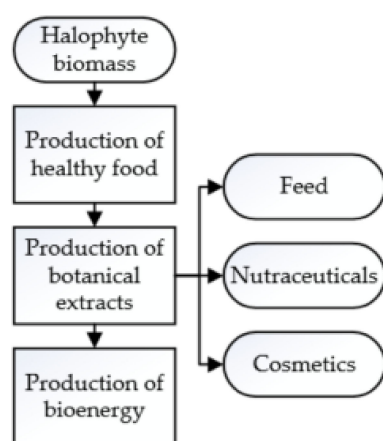 Halophyte
biomass
Production of
healthy food
Production of
botanical
extracts
Production of
bioenergy
Feed
Nutraceuticals
Cosmetics